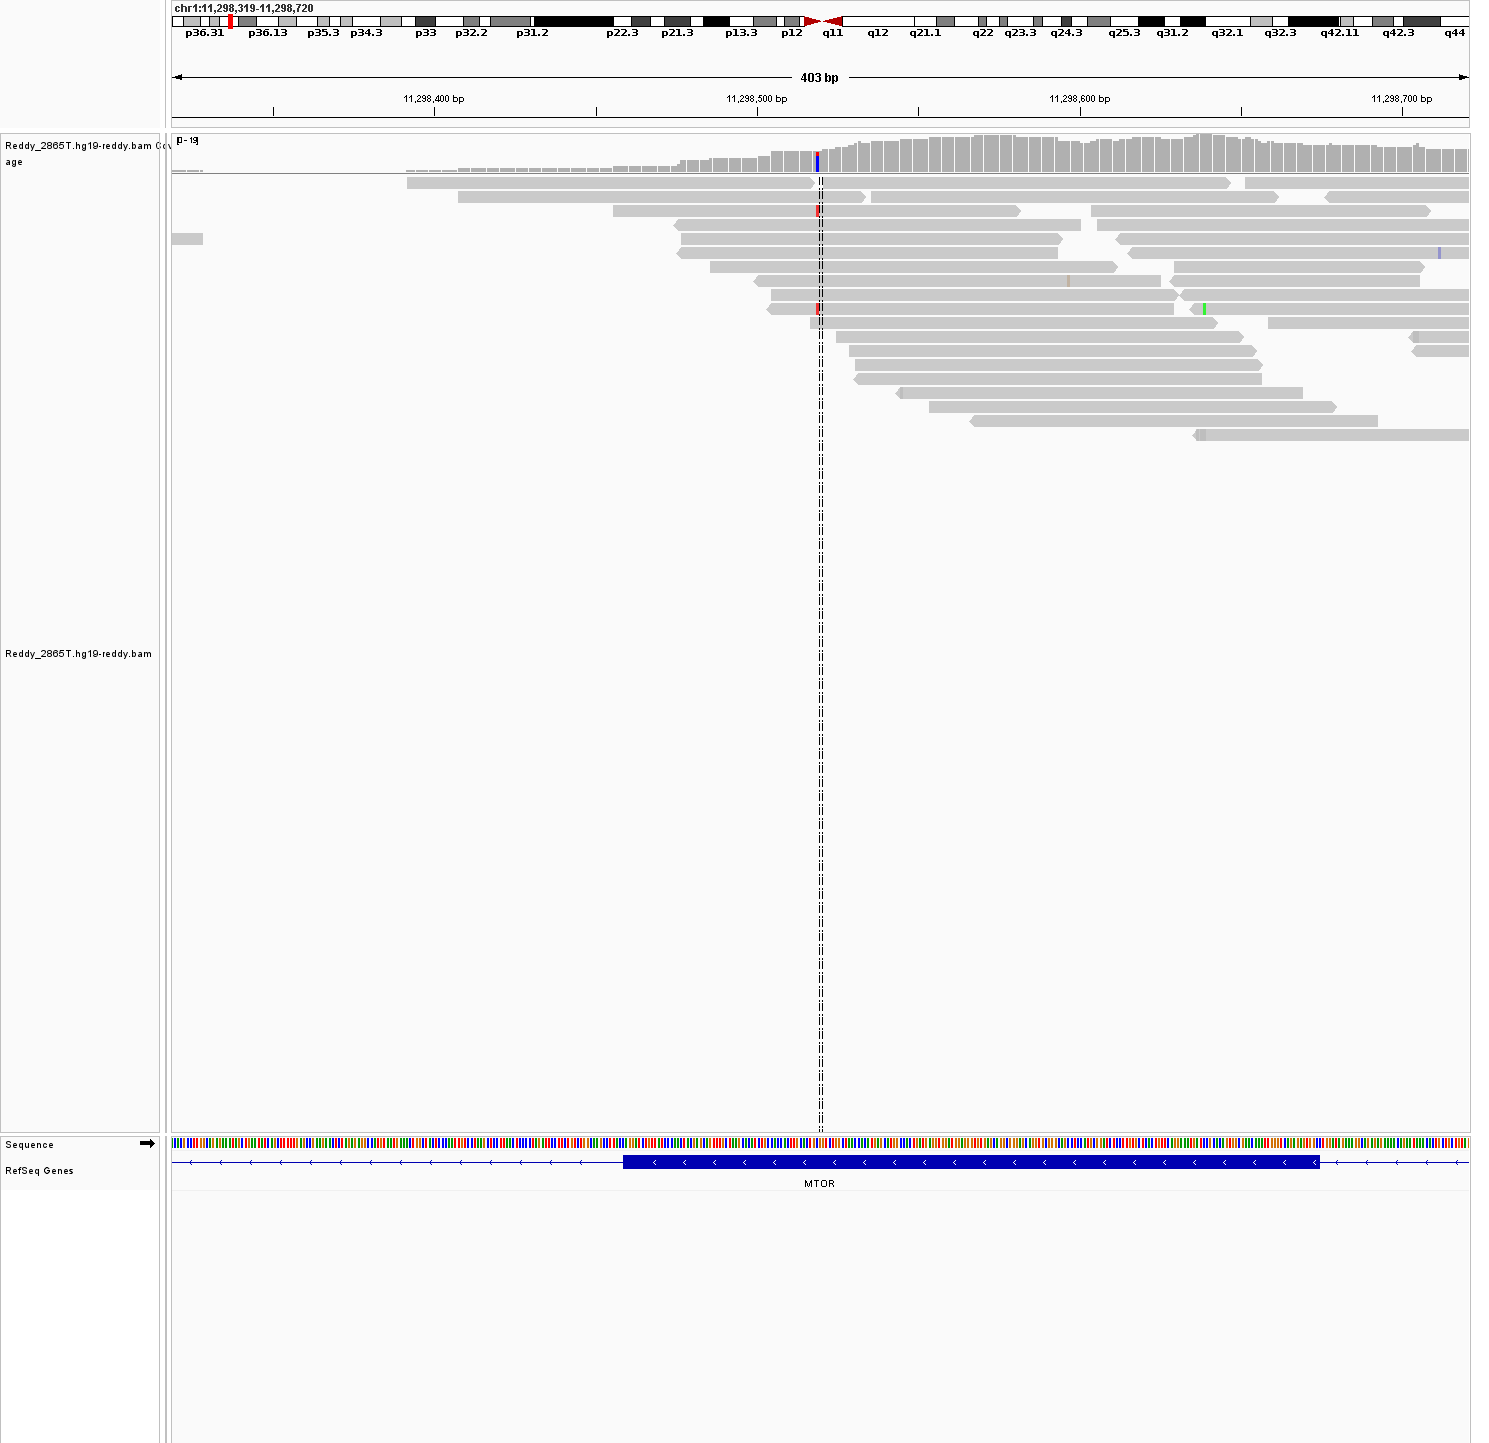 chr1:11,298,319-11,298,720
p36.31 p36.13 p35.3 p34.3 p33 p32.2 p31.2 p22.3 p21.3 p13.3 p12 q11 q12 q21.1 q22 q23.3 q24.3 q25.3 q31.2 q32.1 q32.3 q42.11 q42.3 q44
403 bp
11,298,400 bp 11,298,500 bp 11,298,600 bp 11,298,700 bp
Reddy_2865T.hg19-reddy.bam Cov
age
[0 - 19]
Reddy_2865T.hg19-reddy.bam
Sequence
RefSeq Genes
MTOR